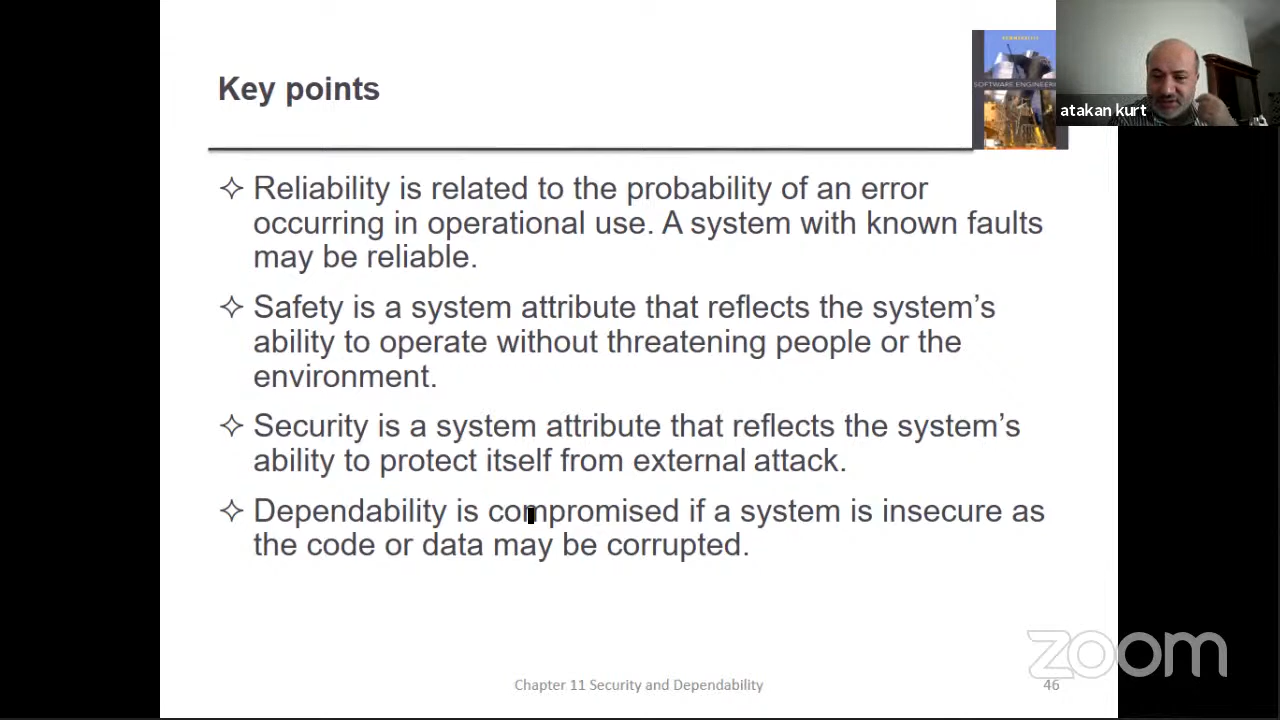 Key points
SOFTWARE ENGINEERI
atakan kurt
✧ Reliability is related to the probability of an error
occurring in operational use. A system with known faults
may be reliable.
✧ Safety is a system attribute that reflects the system’s
ability to operate without threatening people or the
environment.
✧ Security is a system attribute that reflects the system’s
ability to protect itself from external attack.
✧ Dependability is compromised if a system is insecure as
the code or data may be corrupted.
zoom
Chapter 11 Security and Dependability
46